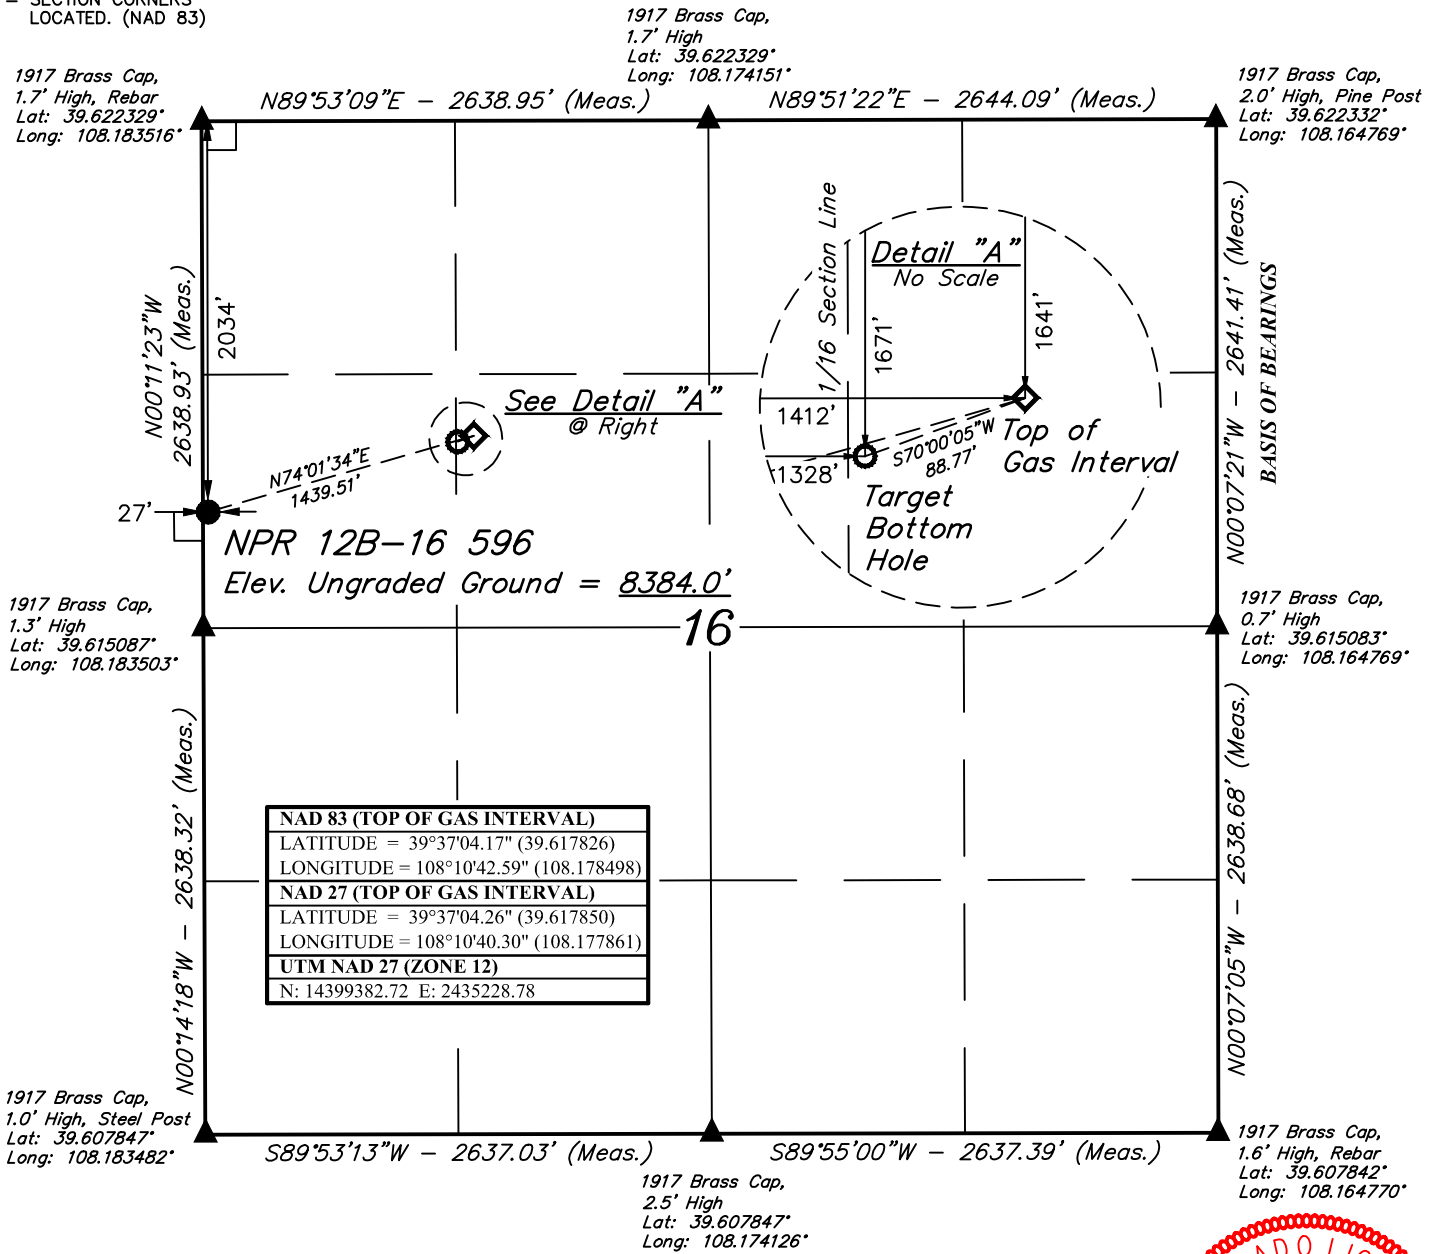 = SECTION CORNERS
LOCATED. (NAD 83)
1917 Brass Cap,
1.7' High
Lat: 39.622329°
Long: 108.174151°
1917 Brass Cap,
1.7' High, Rebar
Lat: 39.622329°
Long: 108.183516°
N89°53'09"E – 2638.95' (Meas.)
N89°51'22"E – 2644.09' (Meas.)
1917 Brass Cap,
2.0' High, Pine Post
Lat: 39.622332°
Long: 108.164769°
N00°11'23"W
2638.93' (Meas.)
2034'
1/16 Section Line
Detail "A"
No Scale
1671'
1641'
N00°07'21"W – 2641.41' (Meas.)
BASIS OF BEARINGS
See Detail "A"
@ Right
1412'
1328'
S70°00'05"W
88.77'
Top of
Gas Interval
Target
Bottom
Hole
N74°01'34"E
1439.51'
27'
NPR 12B–16 596
Elev. Ungraded Ground = 8384.0'
1917 Brass Cap,
1.3' High
Lat: 39.615087°
Long: 108.183503°
16
1917 Brass Cap,
0.7' High
Lat: 39.615083°
Long: 108.164769°
N00°14'18"W – 2638.32' (Meas.)
NAD 83 (TOP OF GAS INTERVAL)
LATITUDE = 39°37'04.17" (39.617826)
LONGITUDE = 108°10'42.59" (108.178498)
NAD 27 (TOP OF GAS INTERVAL)
LATITUDE = 39°37'04.26" (39.617850)
LONGITUDE = 108°10'40.30" (108.177861)
UTM NAD 27 (ZONE 12)
N: 14399382.72 E: 2435228.78
N00°07'05"W – 2638.68' (Meas.)
1917 Brass Cap,
1.0' High, Steel Post
Lat: 39.607847°
Long: 108.183482°
S89°53'13"W – 2637.03' (Meas.)
S89°55'00"W – 2637.39' (Meas.)
1917 Brass Cap,
1.6' High, Rebar
Lat: 39.607842°
Long: 108.164770°
1917 Brass Cap,
2.5' High
Lat: 39.607847°
Long: 108.174126°